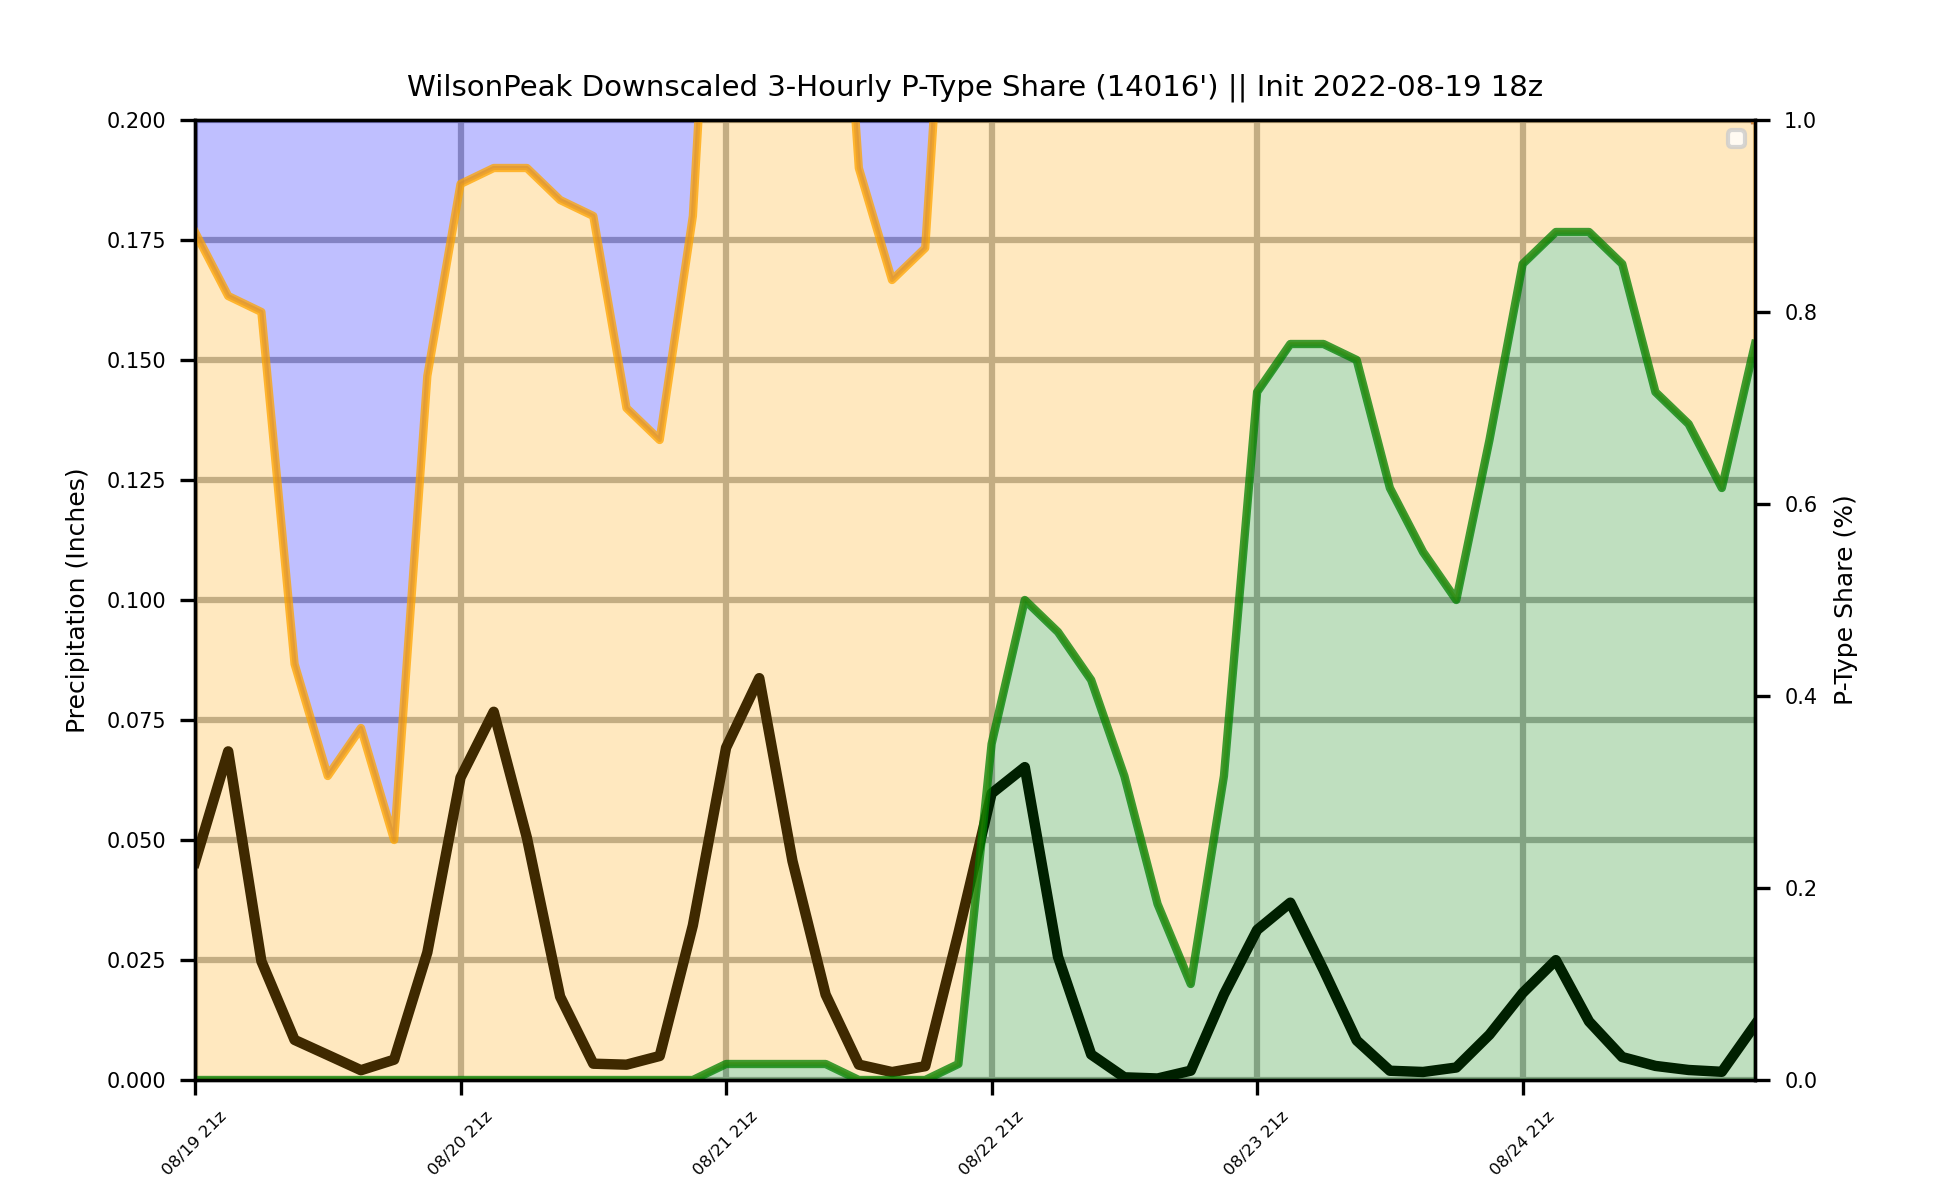 WilsonPeak Downscaled 3-Hourly P-Type Share (14016') || Init 2022-08-19 18z
0.200
0.175
0.150
0.125
0.100
0.075
0.050
0.025
0.000
Precipitation (Inches)
1.0
0.8
0.6
0.4
0.2
0.0
P-Type Share (%)
08/19 21z
08/20 21z
08/21 21z
08/22 21z
08/23 21z
08/24 21z